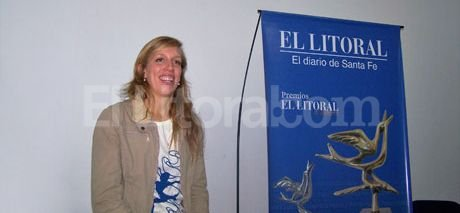 EL LITORAL
El diario de Santa Fe
Premios
EL LITORAL
Ellitoral.com